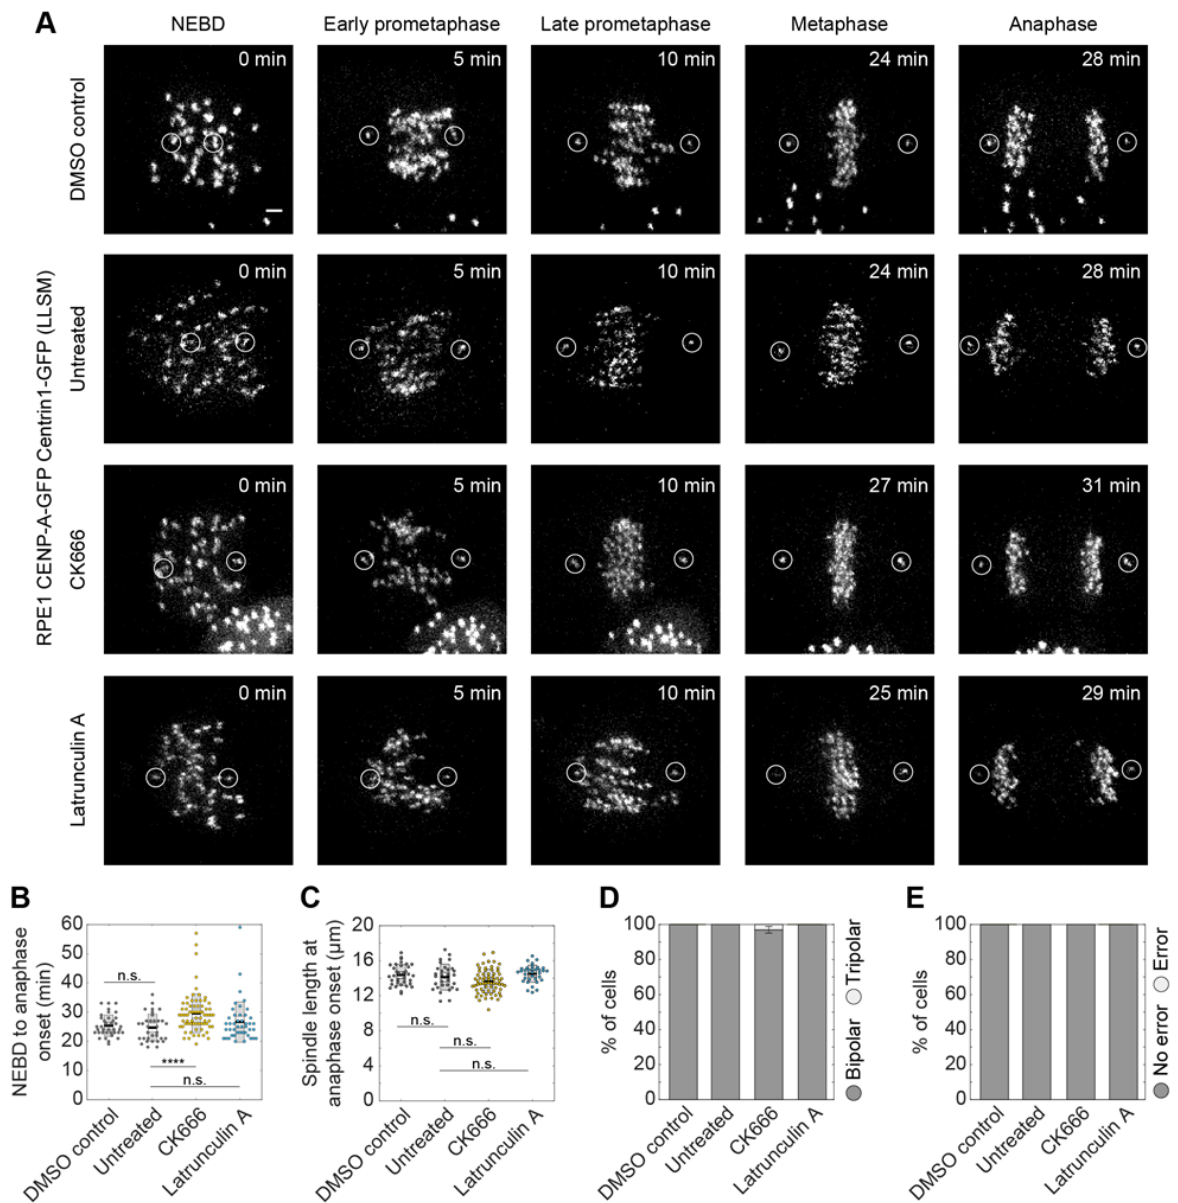 A
NEBD
Early prometaphase
Late prometaphase
Metaphase
Anaphase
RPE1 CENP-A-GFP Centrin1-GFP (LLSM)
DMSO control
0 min
5 min
10 min
24 min
28 min
Untreated
0 min
5 min
10 min
24 min
28 min
CK666
0 min
5 min
10 min
27 min
31 min
Latrunculin A
0 min
5 min
10 min
25 min
29 min
B
NEBD to anaphase
onset (min)
60
50
40
30
20
10
0
n.s.
****
n.s.
DMSO control
Untreated
CK666
Latrunculin A
C
Spindle length at
anaphase onset (μm)
20
16
12
8
4
0
n.s.
n.s.
n.s.
DMSO control
Untreated
CK666
Latrunculin A
D
% of cells
100
80
60
40
20
0
DMSO control
Untreated
CK666
Latrunculin A
Bipolar
Tripolar
E
% of cells
100
80
60
40
20
0
DMSO control
Untreated
CK666
Latrunculin A
No error
Error